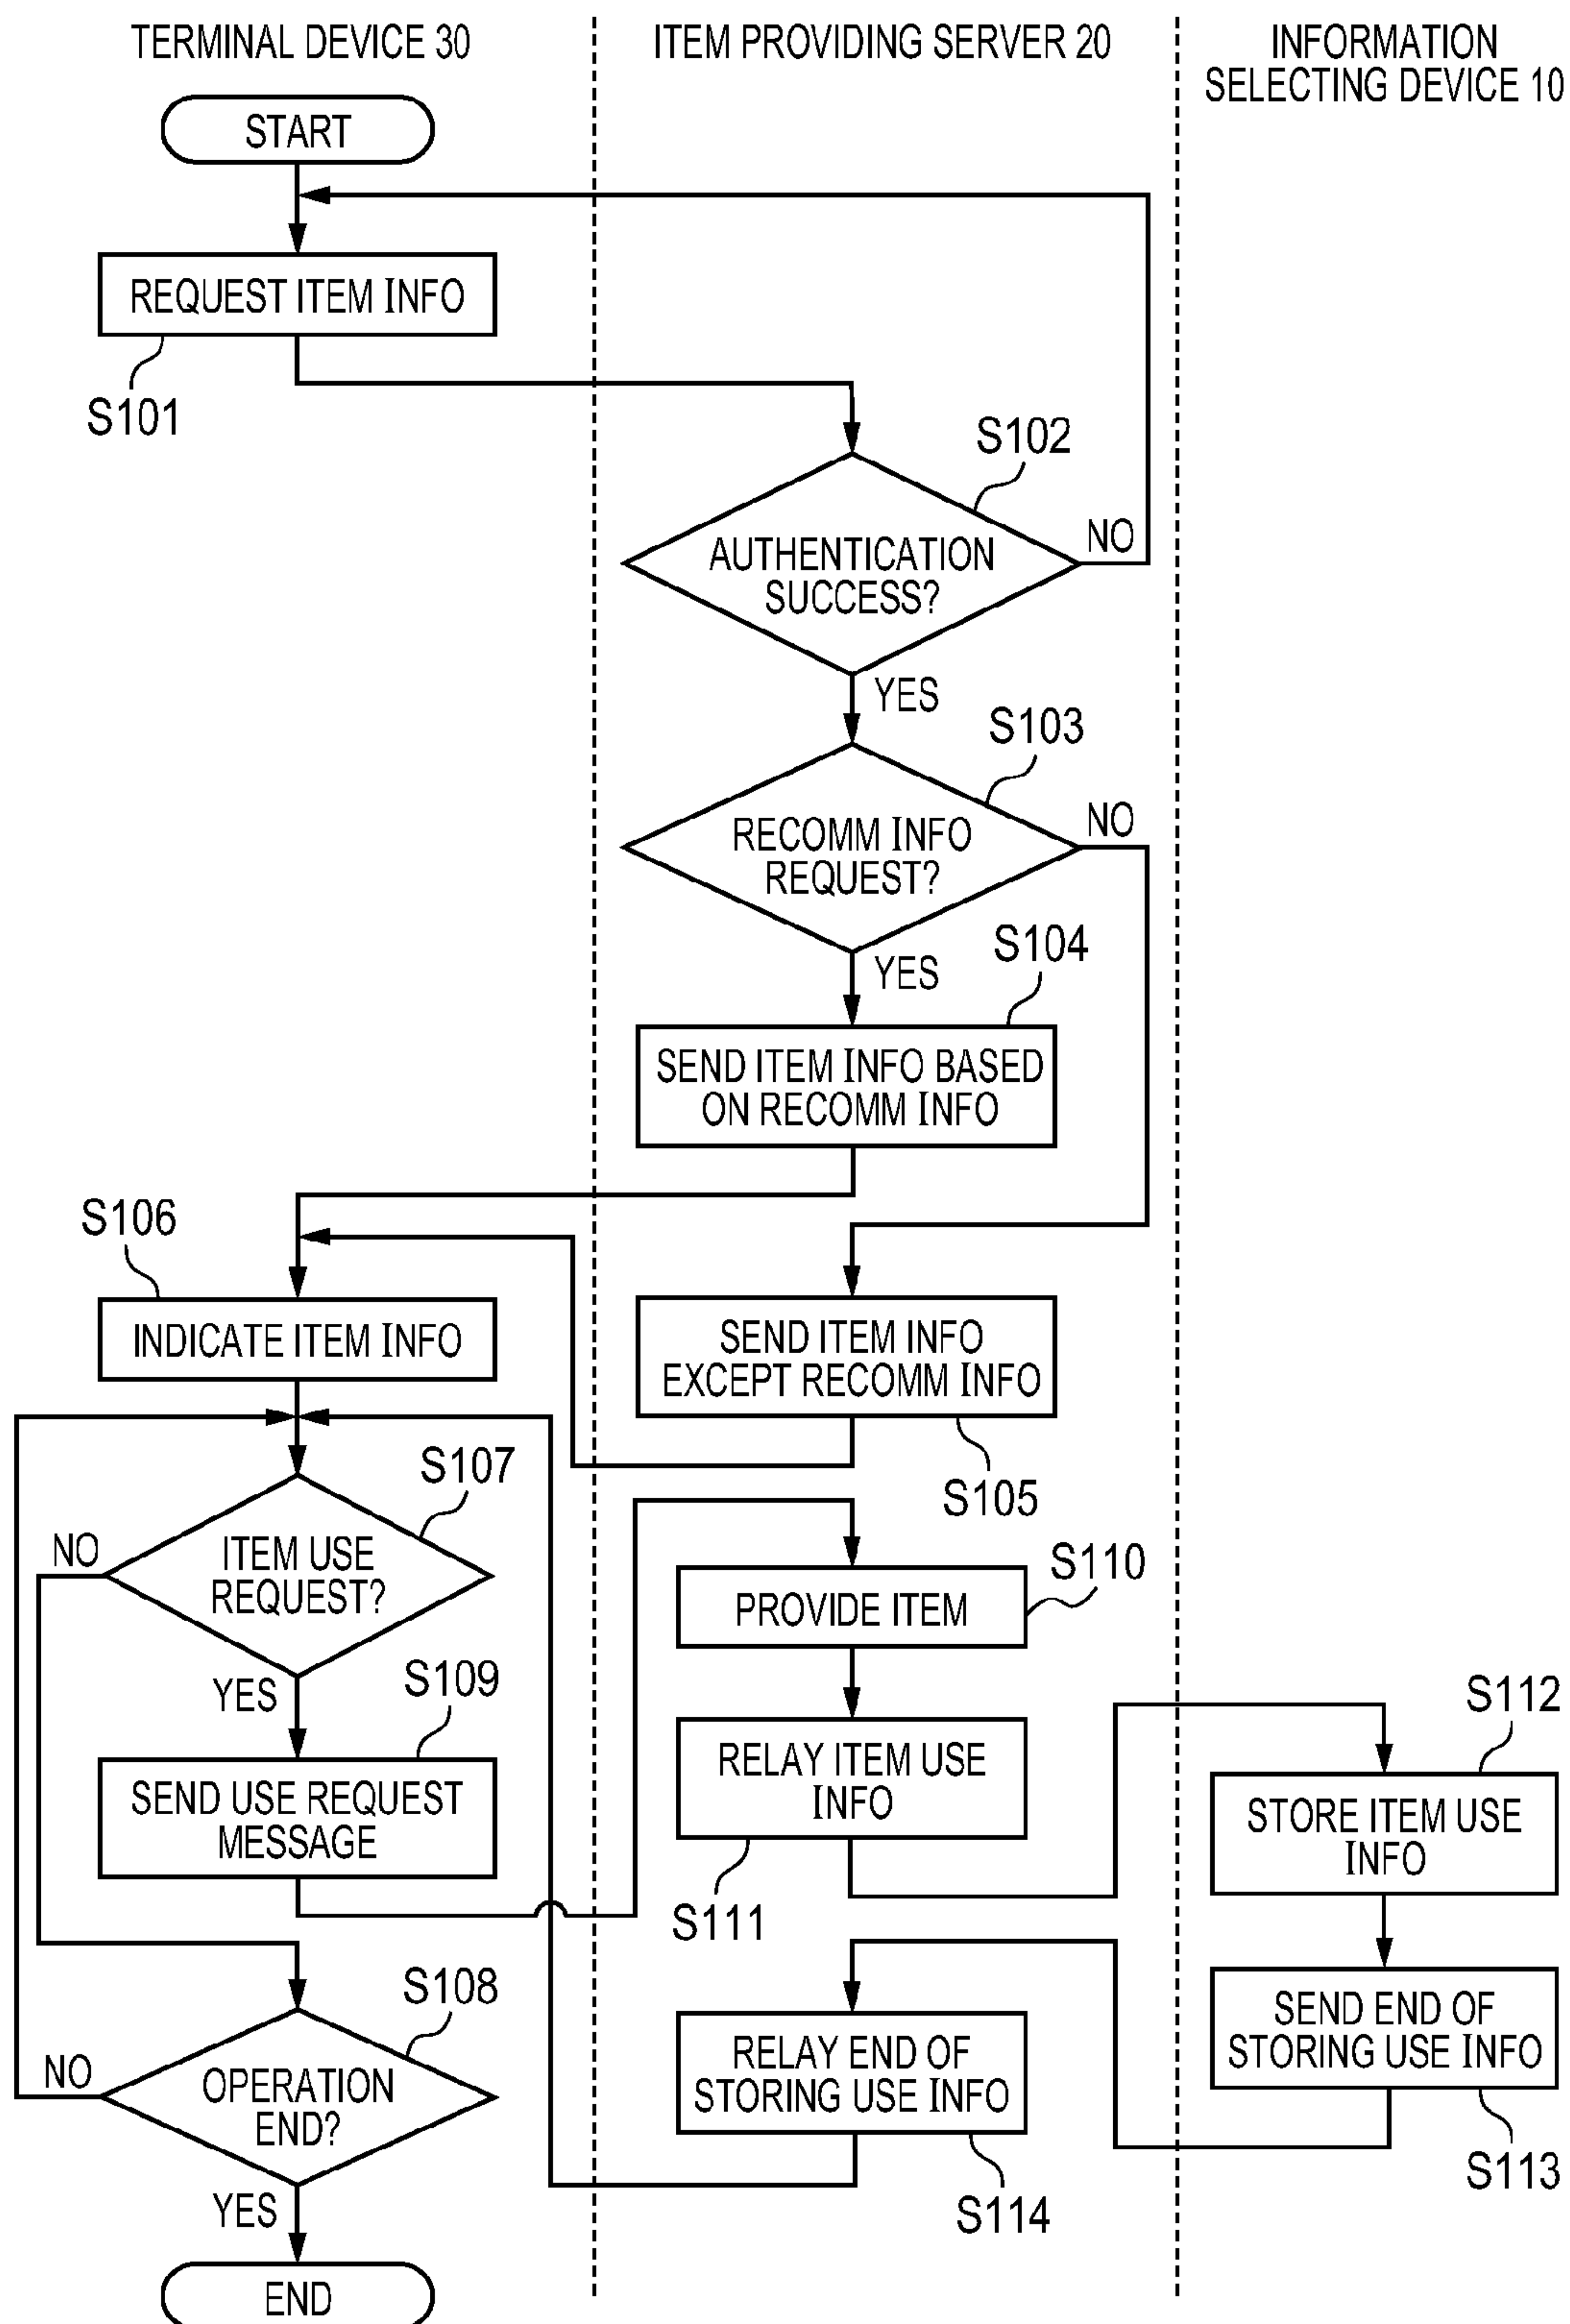 TERMINAL DEVICE 30
ITEM PROVIDING SERVER 20
INFORMATION
SELECTING DEVICE 10
START
REQUEST ITEM INFO
S101
S102
AUTHENTICATION
SUCCESS?
NO
YES
S103
RECOMM INFO
REQUEST?
NO
YES
S104
SEND ITEM INFO BASED
ON RECOMM INFO
S106
INDICATE ITEM INFO
SEND ITEM INFO
EXCEPT RECOMM INFO
S105
S107
ITEM USE
REQUEST?
NO
YES
S109
SEND USE REQUEST
MESSAGE
S110
PROVIDE ITEM
RELAY ITEM USE
INFO
S111
S112
STORE ITEM USE
INFO
SEND END OF
STORING USE INFO
S113
RELAY END OF
STORING USE INFO
S114
S108
OPERATION
END?
NO
YES
END